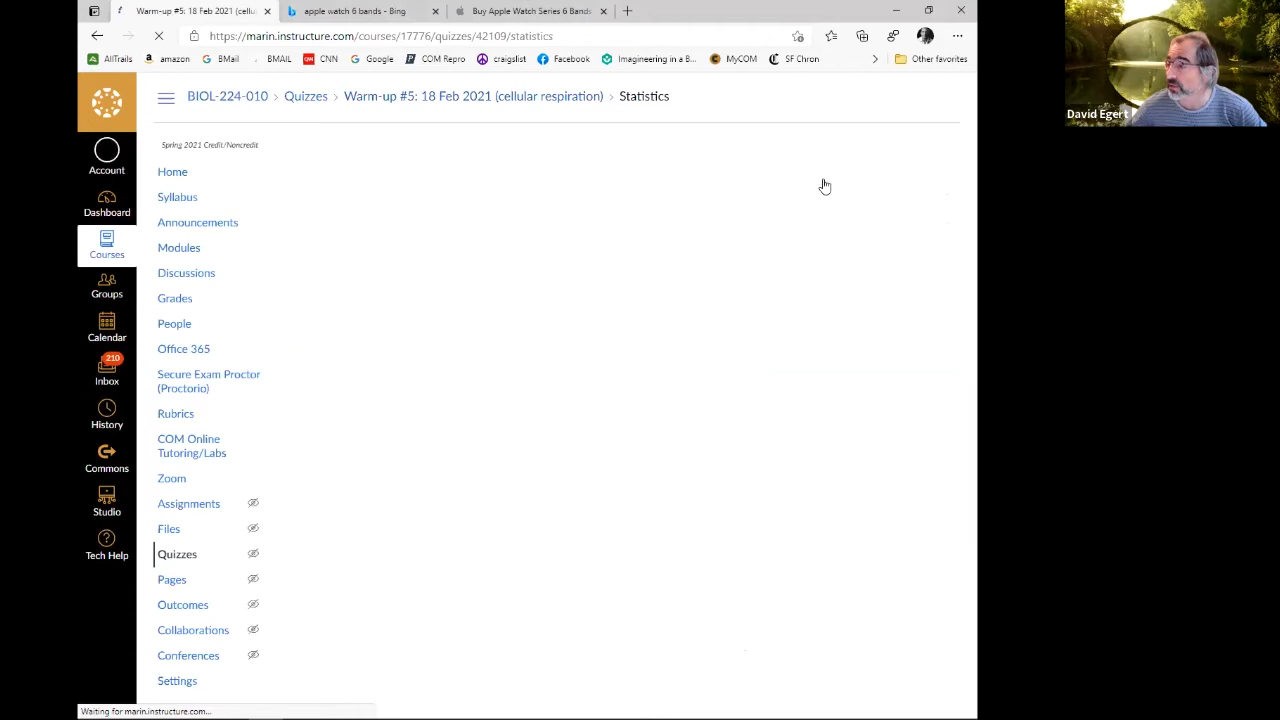 Warm-up #5: 18 Feb 2021 (cellul
apple watch 6 bands - Bing
Buy Apple Watch Series 6 Bands
https://marin.instructure.com/courses/17776/quizzes/42109/statistics
AllTrails
amazon
BMail
BMAIL
CNN
Google
COM Repro
craigslist
Facebook
Imagineering in a B...
MyCOM
SF Chron
Other favorites
BIOL-224-010 › Quizzes › Warm-up #5: 18 Feb 2021 (cellular respiration) › Statistics
David Egert
Spring 2021 Credit/Noncredit
Account
Dashboard
Courses
Groups
Calendar
210
Inbox
History
Commons
Studio
Tech Help
Home
Syllabus
Announcements
Modules
Discussions
Grades
People
Office 365
Secure Exam Proctor
(Proctorio)
Rubrics
COM Online
Tutoring/Labs
Zoom
Assignments
Files
Quizzes
Pages
Outcomes
Collaborations
Conferences
Settings
Waiting for marin.instructure.com...